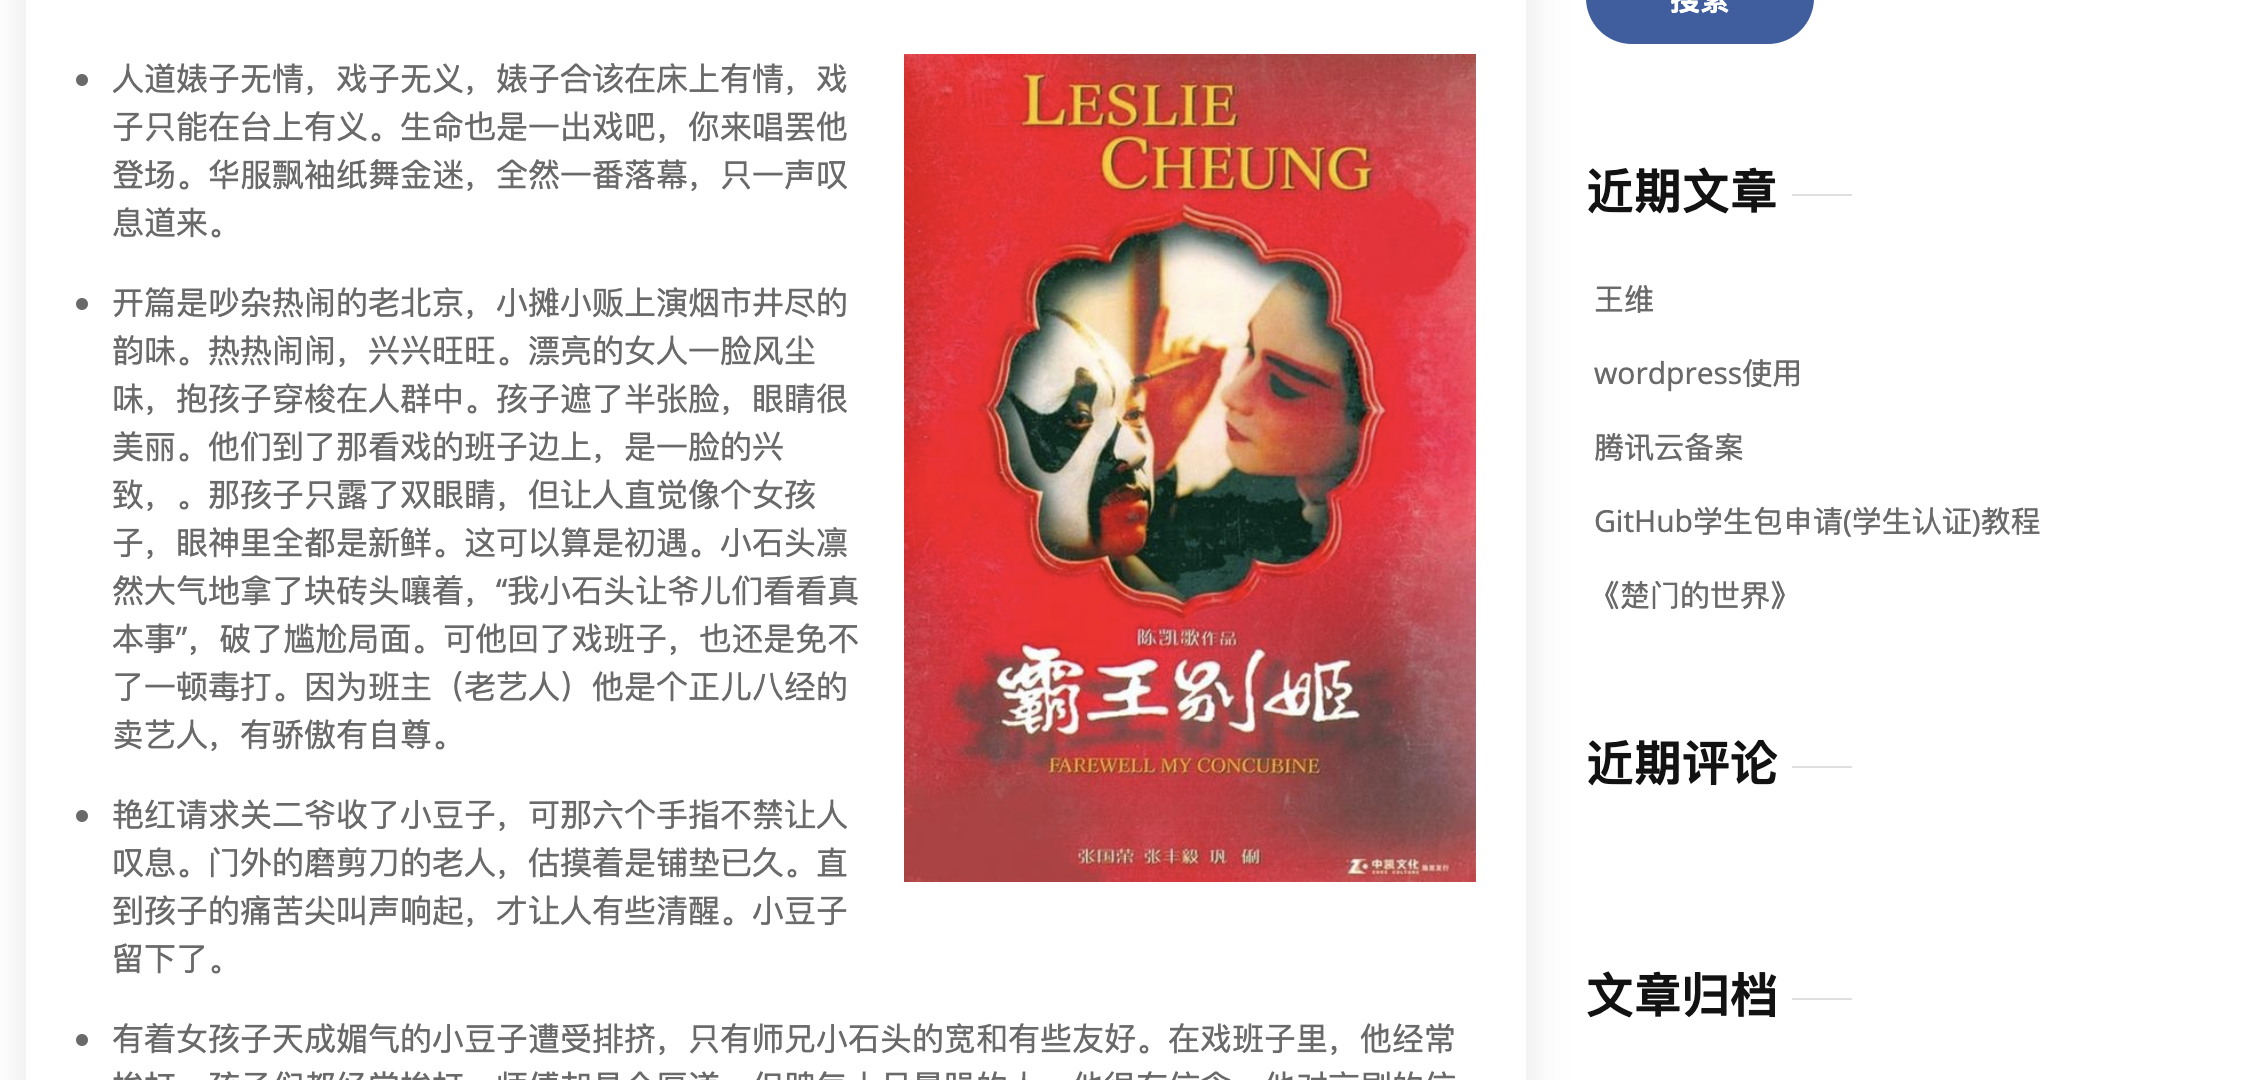 人道婊子无情，戏子无义，婊子合该在床上有情，戏
子只能在台上有义。生命也是一出戏吧，你来唱罢他
登场。华服飘袖纸舞金迷，全然一番落幕，只一声叹
息道来。
开篇是吵杂热闹的老北京，小摊小贩上演烟市井尽的
韵味。热热闹闹，兴兴旺旺。漂亮的女人一脸风尘
味，抱孩子穿梭在人群中。孩子遮了半张脸，眼睛很
美丽。他们到了那看戏的班子边上，是一脸的兴
致，。那孩子只露了双眼睛，但让人直觉像个女孩
子，眼神里全都是新鲜。这可以算是初遇。小石头凛
然大气地拿了块砖头嚷着，“我小石头让爷儿们看看真
本事”，破了尴尬局面。可他回了戏班子，也还是免不
了一顿毒打。因为班主（老艺人）他是个正儿八经的
卖艺人，有骄傲有自尊。
艳红请求关二爷收了小豆子，可那六个手指不禁让人
叹息。门外的磨剪刀的老人，估摸着是铺垫已久。直
到孩子的痛苦尖叫声响起，才让人有些清醒。小豆子
留下了。
有着女孩子天成媚气的小豆子遭受排挤，只有师兄小石头的宽和有些友好。在戏班子里，他经常
LESLIE
CHEUNG
陈凯歌作品
霸王别姬
FAREWELL MY CONCUBINE
张国荣 张丰毅 巩俐
中凯文化
搜索
近期文章
王维
wordpress使用
腾讯云备案
GitHub学生包申请(学生认证)教程
《楚门的世界》
近期评论
文章归档